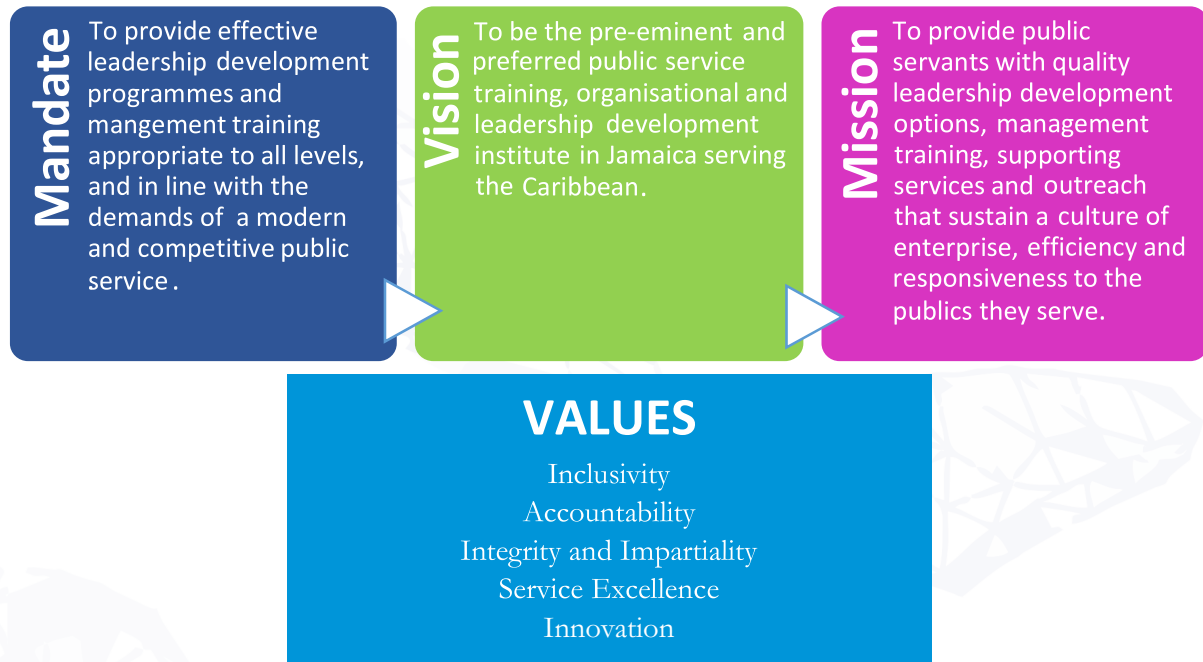 Mandate
To provide effective
leadership development
programmes and
mangement training
appropriate to all levels,
and in line with the
demands of a modern
and competitive public
service.
Vision
To be the pre-eminent and
preferred public service
training, organisational and
leadership development
institute in Jamaica serving
the Caribbean.
Mission
To provide public
servants with quality
leadership development
options, management
training, supporting
services and outreach
that sustain a culture of
enterprise, efficiency and
responsiveness to the
publics they serve.
VALUES
Inclusivity
Accountability
Integrity and Impartiality
Service Excellence
Innovation